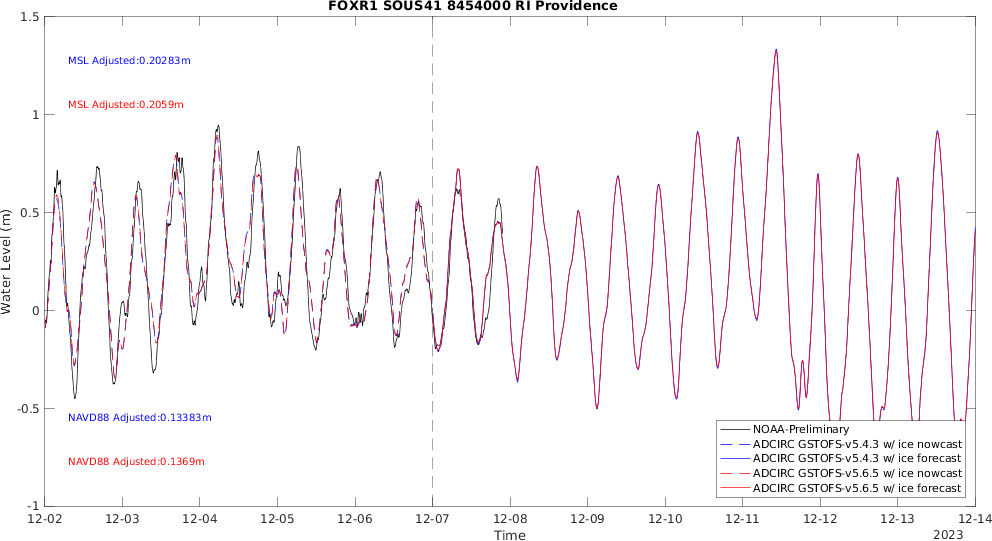 FOXR1 SOUS41 8454000 RI Providence
1.5
MSL Adjusted:0.20283m
MSL Adjusted:0.2059m
1
0.5
Water Level (m)
0
-0.5
NAVD88 Adjusted:0.13383m
NAVD88 Adjusted:0.1369m
NOAA-Preliminary
ADCIRC GSTOFS-v5.4.3 w/ ice nowcast
ADCIRC GSTOFS-v5.4.3 w/ ice forecast
ADCIRC GSTOFS-v5.6.5 w/ ice nowcast
ADCIRC GSTOFS-v5.6.5 w/ ice forecast
-1
12-02 12-03 12-04 12-05 12-06 12-07 12-08 12-09 12-10 12-11 12-12 12-13 12-14
Time
2023